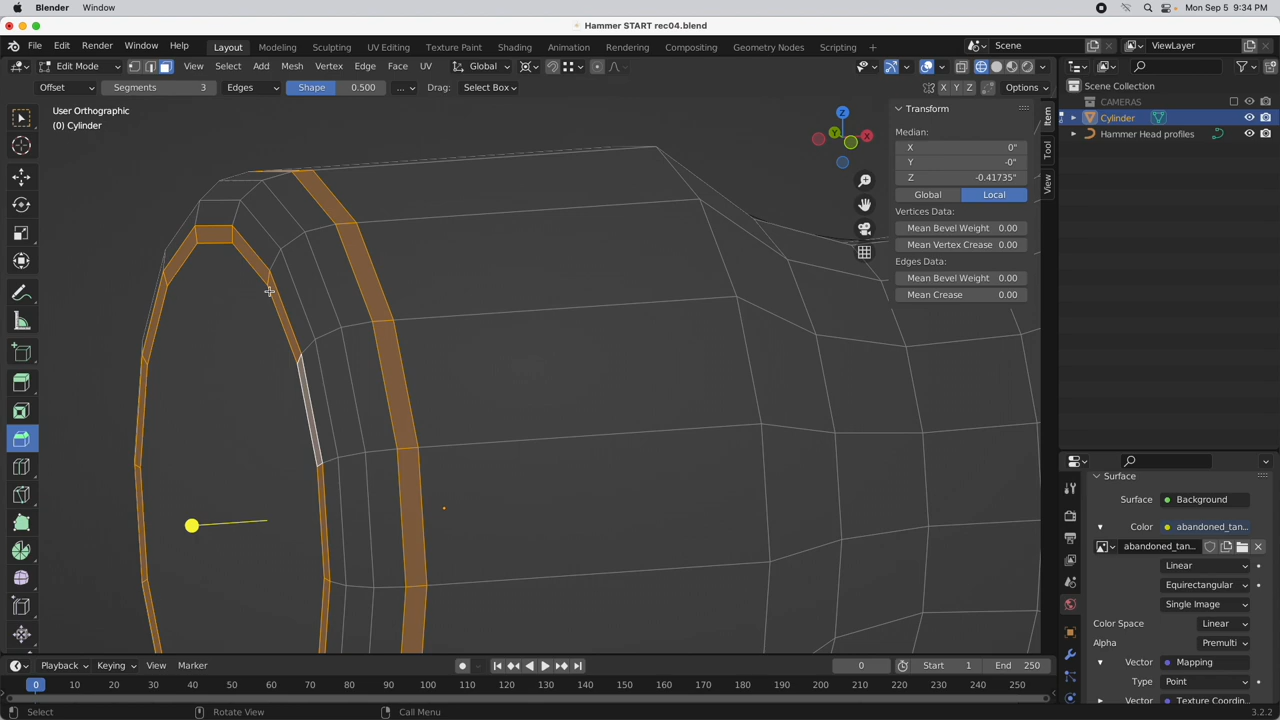 Blender Window Mon Sep 5 9:34 PM
Hammer START rec04.blend
File Edit Render Window Help Layout Modeling Sculpting UV Editing Texture Paint Shading Animation Rendering Compositing Geometry Nodes Scripting + Scene ViewLayer
Edit Mode View Select Add Mesh Vertex Edge Face UV Global
Offset Segments 3 Edges Shape 0.500 ... Drag: Select Box X Y Z Options
Scene Collection
CAMERAS
Cylinder
Hammer Head profiles
User Orthographic
(0) Cylinder
Z
Y
X
Transform
Median:
X 0"
Y -0"
Z -0.41735"
Global Local
Vertices Data:
Mean Bevel Weight 0.00
Mean Vertex Crease 0.00
Edges Data:
Mean Bevel Weight 0.00
Mean Crease 0.00
Item
Tool
View
Surface
Surface Background
Color abandoned_tan...
abandoned_tan...
Linear
Equirectangular
Single Image
Color Space Linear
Alpha Premulti
Vector Mapping
Type Point
Vector Texture Coordin...
Playback Keying View Marker 0 Start 1 End 250
0 10 20 30 40 50 60 70 80 90 100 110 120 130 140 150 160 170 180 190 200 210 220 230 240 250
Select Rotate View Call Menu 3.2.2